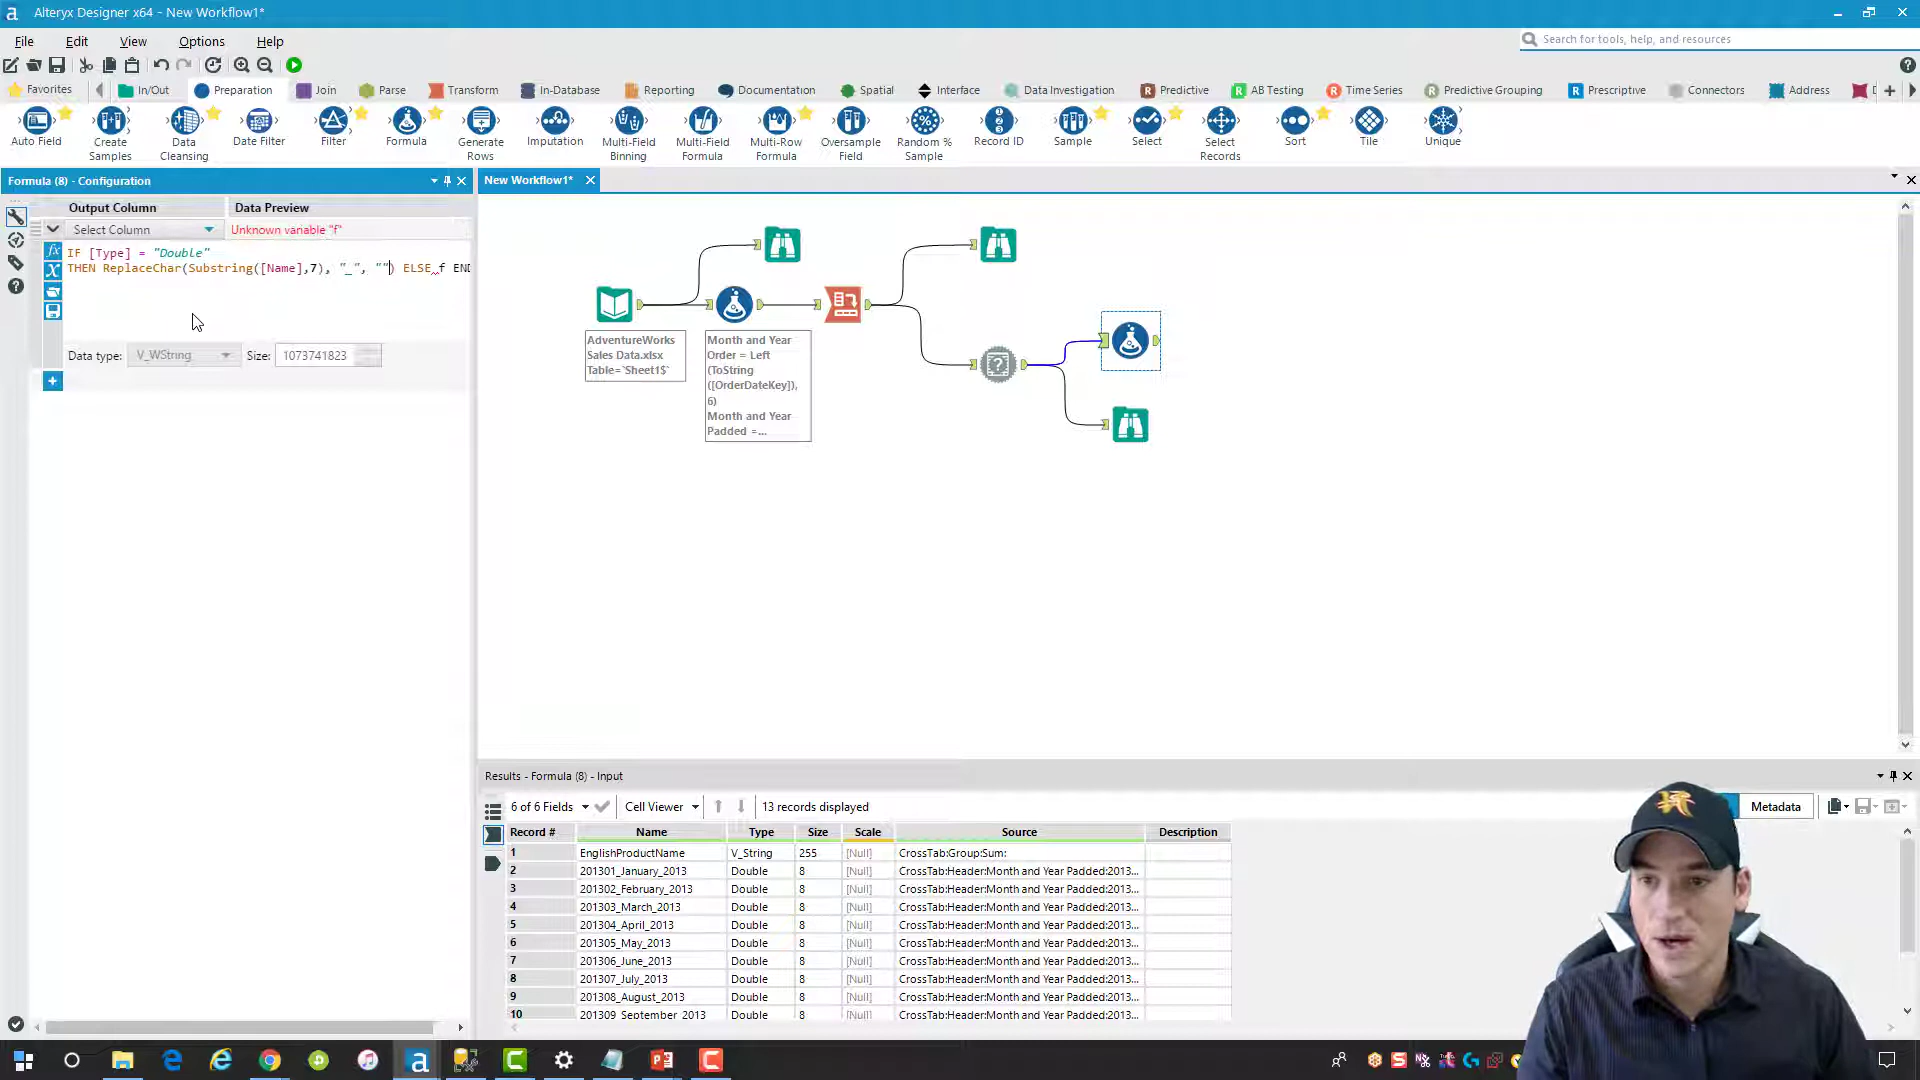 Alteryx Designer x64 - New Workflow1*
File Edit View Options Help
Search for tools, help, and resources
Favorites In/Out Preparation Join Parse Transform In-Database Reporting Documentation Spatial Interface Data Investigation Predictive AB Testing Time Series Predictive Grouping Prescriptive Connectors Address
Auto Field Create Samples Data Cleansing Date Filter Filter Formula Generate Rows Imputation Multi-Field Binning Multi-Field Formula Multi-Row Formula Oversample Field Random % Sample Record ID Sample Select Select Records Sort Tile Unique
Formula (8) - Configuration
New Workflow1*
Output Column Data Preview
Select Column Unknown variable "f"
IF [Type] = "Double"
THEN ReplaceChar(Substring([Name],7), "_", "") ELSE f END
Data type: V_WString Size: 1073741823
AdventureWorks
Sales Data.xlsx
Table=`Sheet1$`
Month and Year
Order = Left
(ToString
([OrderDateKey]),
6)
Month and Year
Padded =...
Results - Formula (8) - Input
6 of 6 Fields Cell Viewer 13 records displayed Metadata
Record # Name Type Size Scale Source Description
1 EnglishProductName V_String 255 [Null] CrossTab:Group:Sum:
2 201301_January_2013 Double 8 [Null] CrossTab:Header:Month and Year Padded:2013...
3 201302_February_2013 Double 8 [Null] CrossTab:Header:Month and Year Padded:2013...
4 201303_March_2013 Double 8 [Null] CrossTab:Header:Month and Year Padded:2013...
5 201304_April_2013 Double 8 [Null] CrossTab:Header:Month and Year Padded:2013...
6 201305_May_2013 Double 8 [Null] CrossTab:Header:Month and Year Padded:2013...
7 201306_June_2013 Double 8 [Null] CrossTab:Header:Month and Year Padded:2013...
8 201307_July_2013 Double 8 [Null] CrossTab:Header:Month and Year Padded:2013...
9 201308_August_2013 Double 8 [Null] CrossTab:Header:Month and Year Padded:2013...
10 201309_September_2013 Double 8 [Null] CrossTab:Header:Month and Year Padded:2013...